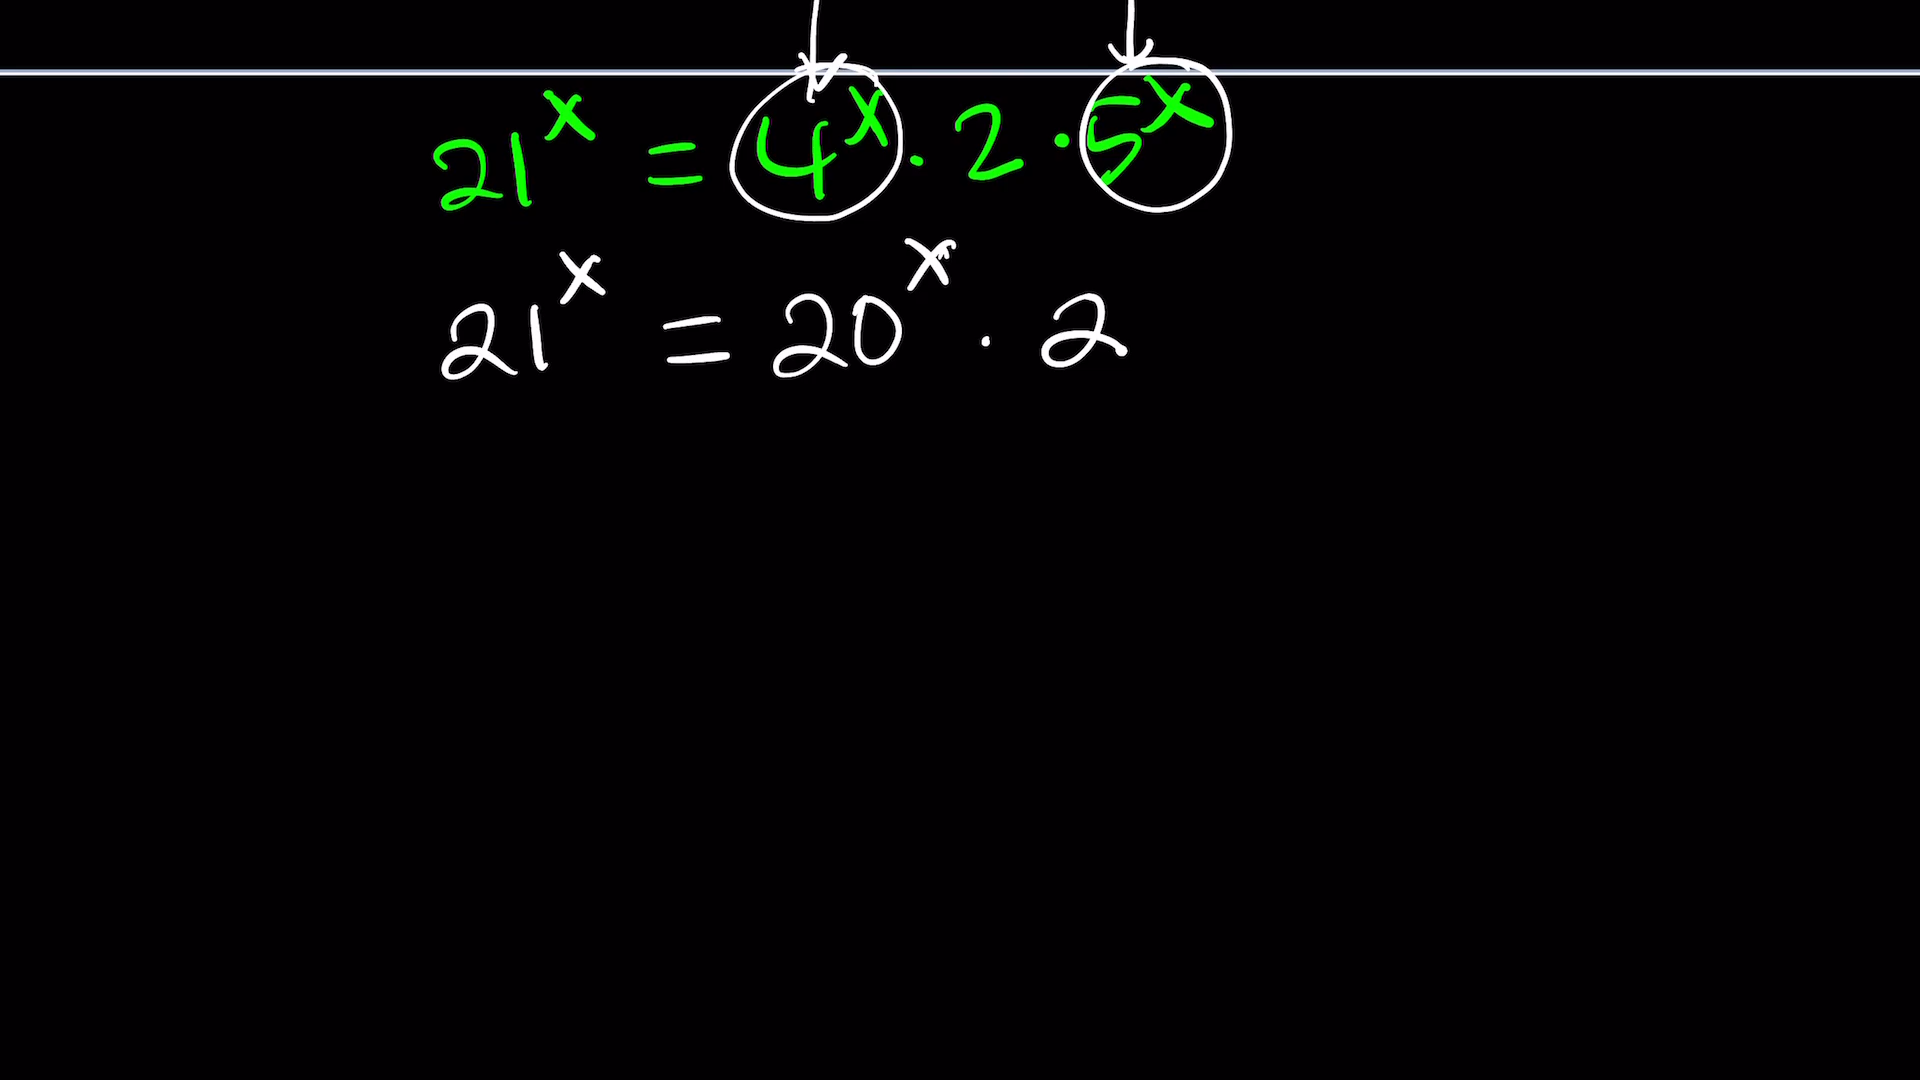 21^x = 4^x · 2 · 5^x
21^x = 20^x · 2